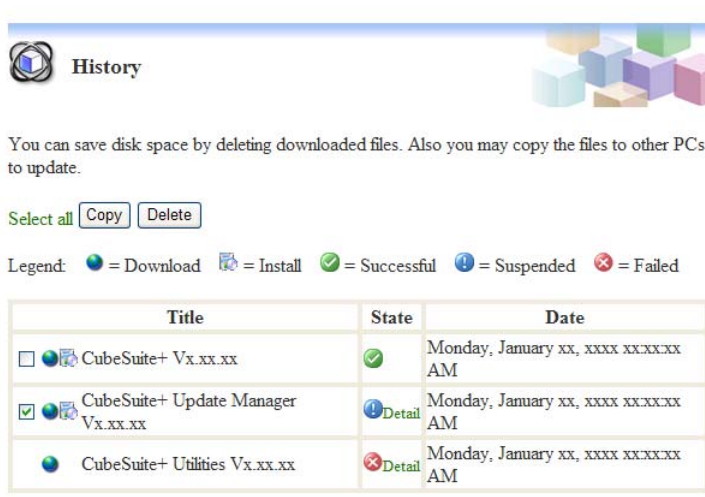 History
You can save disk space by deleting downloaded files. Also you may copy the files to other PCs
to update.
Select all Copy Delete
Legend: = Download = Install = Successful = Suspended = Failed
Title State Date
CubeSuite+ Vx.xx.xx Monday, January xx, xxxx xx:xx:xx
AM
CubeSuite+ Update Manager Detail Monday, January xx, xxxx xx:xx:xx
Vx.xx.xx AM
CubeSuite+ Utilities Vx.xx.xx Detail Monday, January xx, xxxx xx:xx:xx
AM